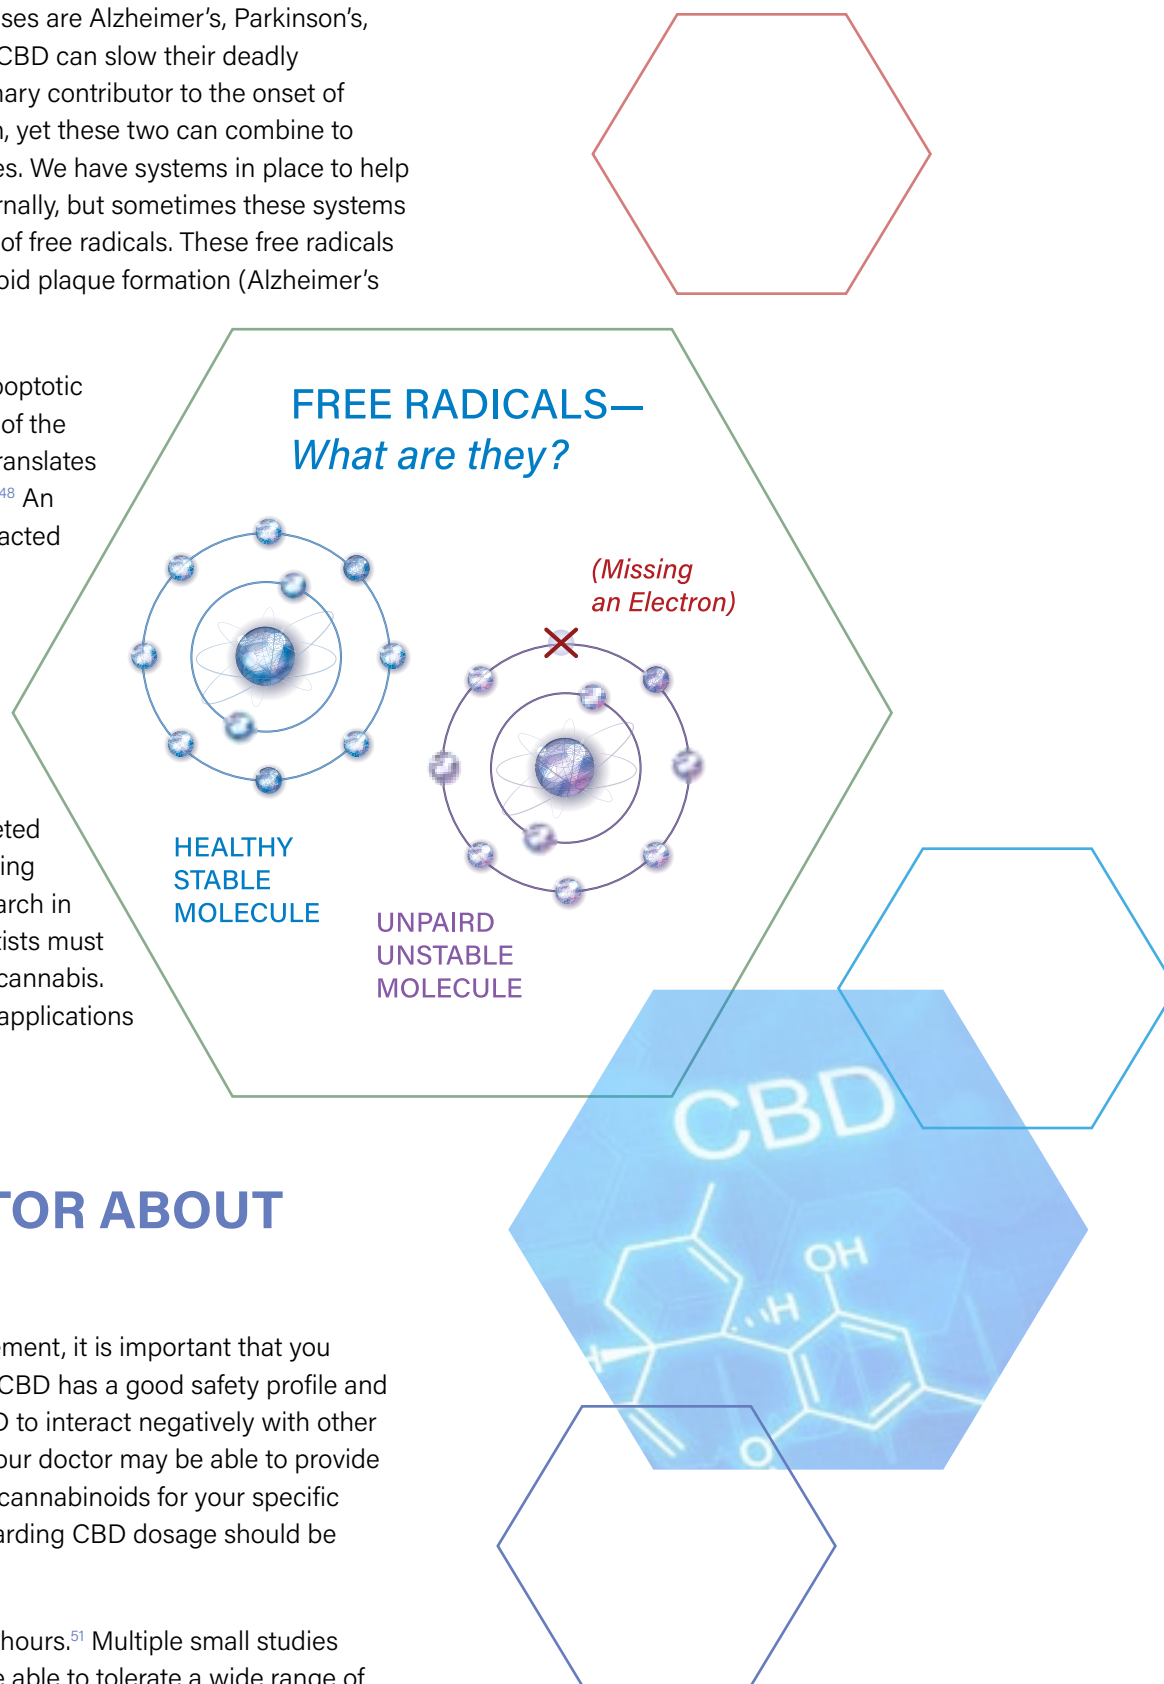 ses are Alzheimer’s, Parkinson’s,
CBD can slow their deadly
nary contributor to the onset of
n, yet these two can combine to
es. We have systems in place to help
rnally, but sometimes these systems
of free radicals. These free radicals
oid plaque formation (Alzheimer’s
poptotic
of the
ranslates
48 An
acted
FREE RADICALS—
What are they?
(Missing
an Electron)
HEALTHY
STABLE
MOLECULE
UNPAIRD
UNSTABLE
MOLECULE
eted
ing
arch in
tists must
cannabis.
applications
CBD
OH
H
H
O
TOR ABOUT
ement, it is important that you
CBD has a good safety profile and
D to interact negatively with other
our doctor may be able to provide
cannabinoids for your specific
arding CBD dosage should be
hours.51 Multiple small studies
e able to tolerate a wide range of